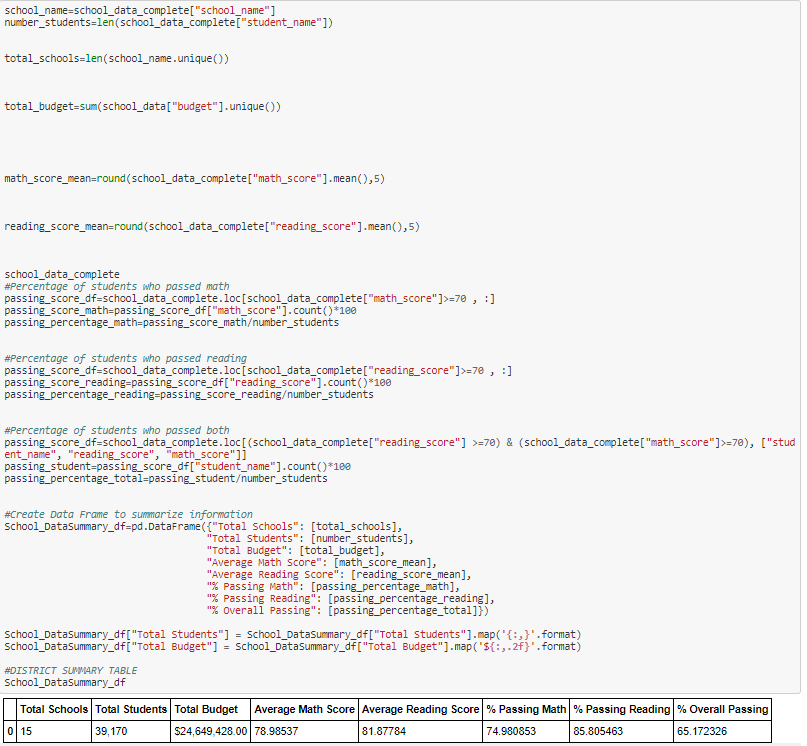 school_name=school_data_complete["school_name"]
number_students=len(school_data_complete["student_name"])
total_schools=len(school_name.unique())
total_budget=sum(school_data["budget"].unique())
math_score_mean=round(school_data_complete["math_score"].mean(),5)
reading_score_mean=round(school_data_complete["reading_score"].mean(),5)
school_data_complete
#Percentage of students who passed math
passing_score_df=school_data_complete.loc[school_data_complete["math_score"]>=70 , :]
passing_score_math=passing_score_df["math_score"].count()*100
passing_percentage_math=passing_score_math/number_students
#Percentage of students who passed reading
passing_score_df=school_data_complete.loc[school_data_complete["reading_score"]>=70 , :]
passing_score_reading=passing_score_df["reading_score"].count()*100
passing_percentage_reading=passing_score_reading/number_students
#Percentage of students who passed both
passing_score_df=school_data_complete.loc[(school_data_complete["reading_score"] >=70) & (school_data_complete["math_score"]>=70), ["stud
ent_name", "reading_score", "math_score"]]
passing_student=passing_score_df["student_name"].count()*100
passing_percentage_total=passing_student/number_students
#Create Data Frame to summarize information
School_DataSummary_df=pd.DataFrame({"Total Schools": [total_schools],
"Total Students": [number_students],
"Total Budget": [total_budget],
"Average Math Score": [math_score_mean],
"Average Reading Score": [reading_score_mean],
"% Passing Math": [passing_percentage_math],
"% Passing Reading": [passing_percentage_reading],
"% Overall Passing": [passing_percentage_total]})
School_DataSummary_df["Total Students"] = School_DataSummary_df["Total Students"].map('{:,}'.format)
School_DataSummary_df["Total Budget"] = School_DataSummary_df["Total Budget"].map('${:,.2f}'.format)
#DISTRICT SUMMARY TABLE
School_DataSummary_df
Total Schools Total Students Total Budget Average Math Score Average Reading Score % Passing Math % Passing Reading % Overall Passing
0 15 39,170 $24,649,428.00 78.98537 81.87784 74.980853 85.805463 65.172326